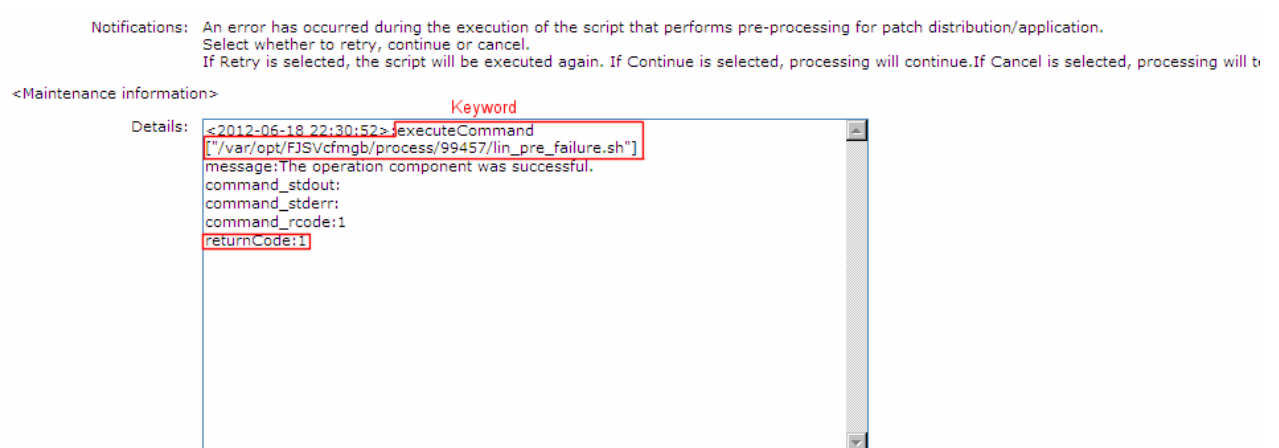 Notifications: An error has occurred during the execution of the script that performs pre-processing for patch distribution/application.
Select whether to retry, continue or cancel.
If Retry is selected, the script will be executed again. If Continue is selected, processing will continue.If Cancel is selected, processing will
<Maintenance information>
Keyword
Details: <2012-06-18 22:30:52>:executeCommand
["/var/opt/FJSVcfmgb/process/99457/lin_pre_failure.sh"]
message:The operation component was successful.
command_stdout:
command_stderr:
command_rcode:1
returnCode:1